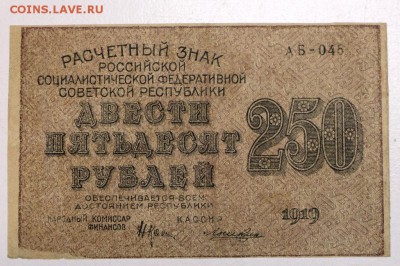 COINS.LAVE.RU
РАСЧЕТНЫЙ ЗНАК
РОССИЙСКОЙ
СОЦИАЛИСТИЧЕСКОЙ ФЕДЕРАТИВНОЙ
СОВЕТСКОЙ РЕСПУБЛИКИ
АБ-045
ДВЕСТИ
ПЯТЬДЕСЯТ
РУБЛЕЙ
250
ОБЕСПЕЧИВАЕТСЯ ВСЕМ
ДОСТОЯНИЕМ РЕСПУБЛИКИ
НАРОДНЫЙ КОМИССАР
ФИНАНСОВ
КАССИР
1919